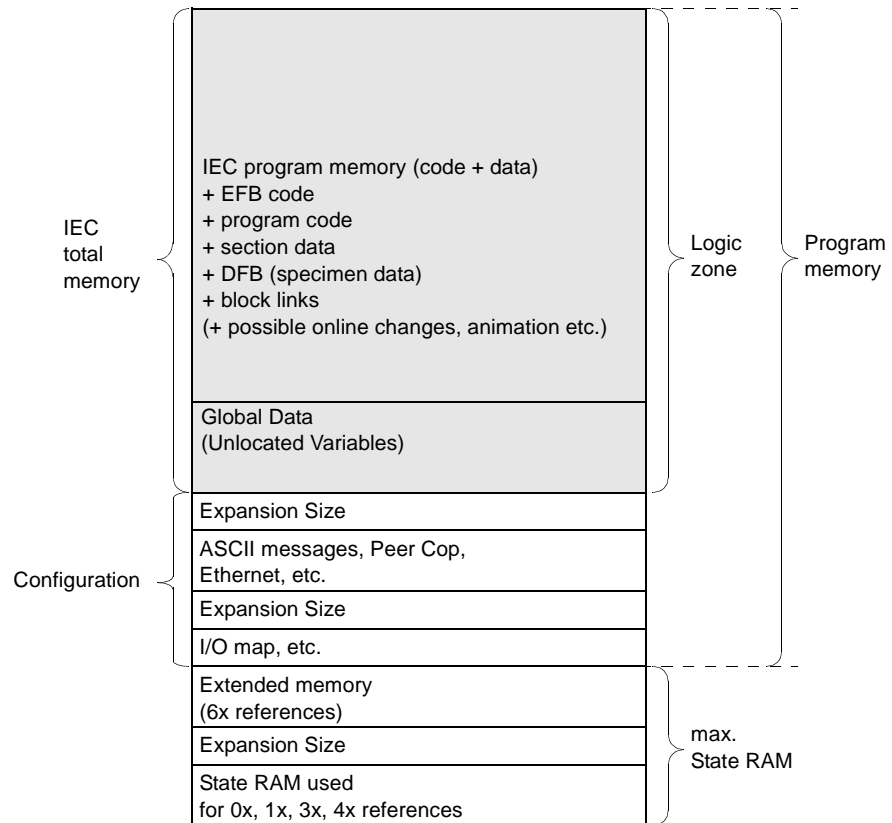 IEC program memory (code + data)
+ EFB code
+ program code
+ section data
+ DFB (specimen data)
+ block links
(+ possible online changes, animation etc.)
IEC
total
memory
Logic
zone
Program
memory
Global Data
(Unlocated Variables)
Expansion Size
ASCII messages, Peer Cop,
Ethernet, etc.
Configuration
Expansion Size
I/O map, etc.
Extended memory
(6x references)
Expansion Size
max.
State RAM
State RAM used
for 0x, 1x, 3x, 4x references